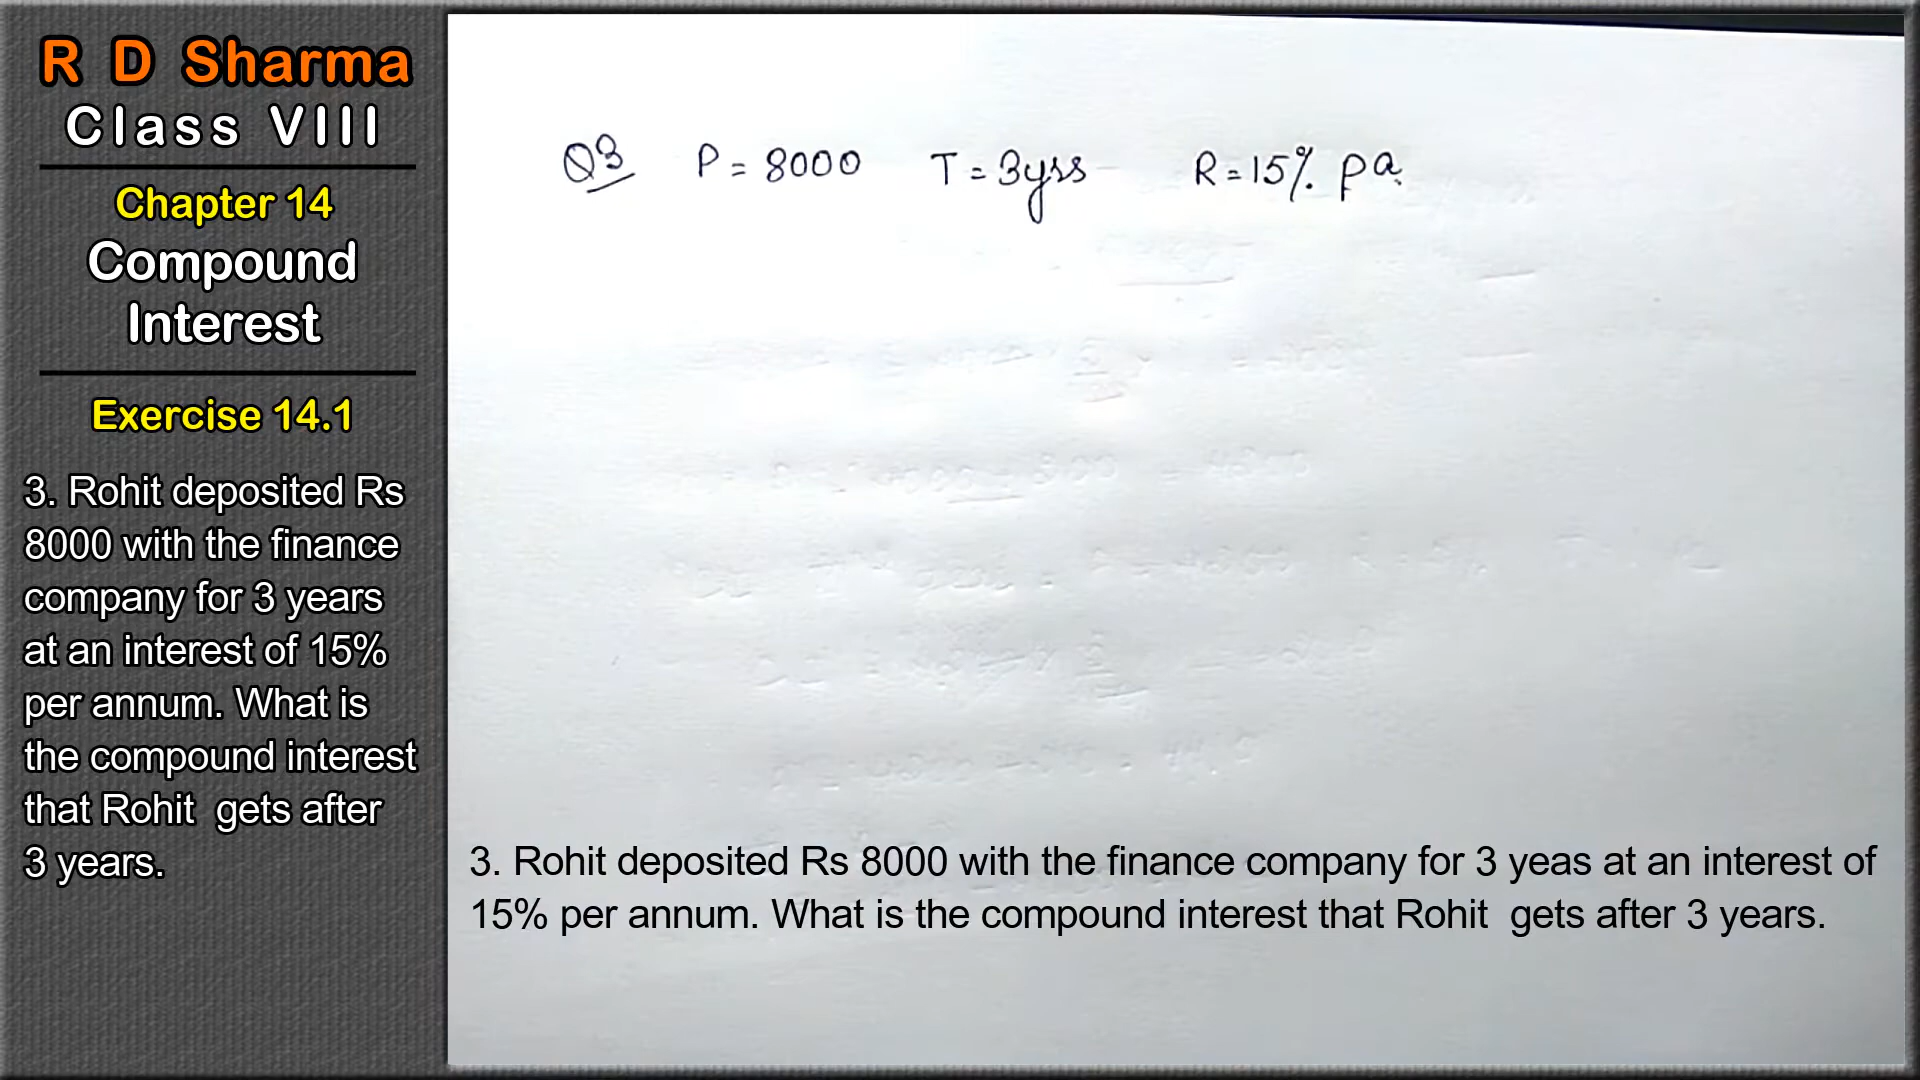 R D Sharma
Class VIII
Chapter 14
Compound
Interest
Exercise 14.1
3. Rohit deposited Rs
8000 with the finance
company for 3 years
at an interest of 15%
per annum. What is
the compound interest
that Rohit gets after
3 years.
Q3 P = 8000 T = 3yrs R = 15% pa.
3. Rohit deposited Rs 8000 with the finance company for 3 yeas at an interest of
15% per annum. What is the compound interest that Rohit gets after 3 years.